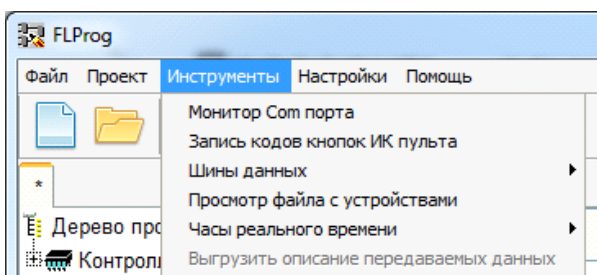 FLProg
Файл Проект Инструменты Настройки Помощь
Монитор Com порта
Запись кодов кнопок ИК пульта
Шины данных
Просмотр файла с устройствами
Часы реального времени
Выгрузить описание передаваемых данных
*
Дерево про
Контролл